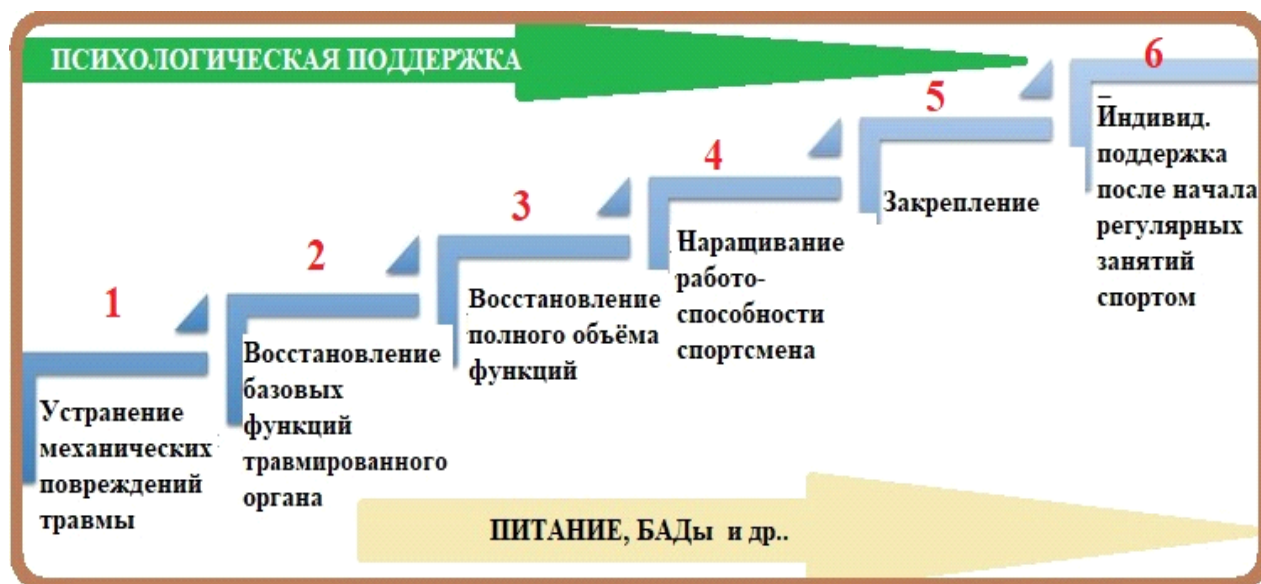 ПСИХОЛОГИЧЕСКАЯ ПОДДЕРЖКА
1
Устранение
механических
повреждений
травмы
2
Восстановление
базовых
функций
травмированного
органа
3
Восстановление
полного объёма
функций
4
Наращивание
работо-
способности
спортсмена
5
Закрепление
6
Индивид.
поддержка
после начала
регулярных
занятий
спортом
ПИТАНИЕ, БАДы и др..